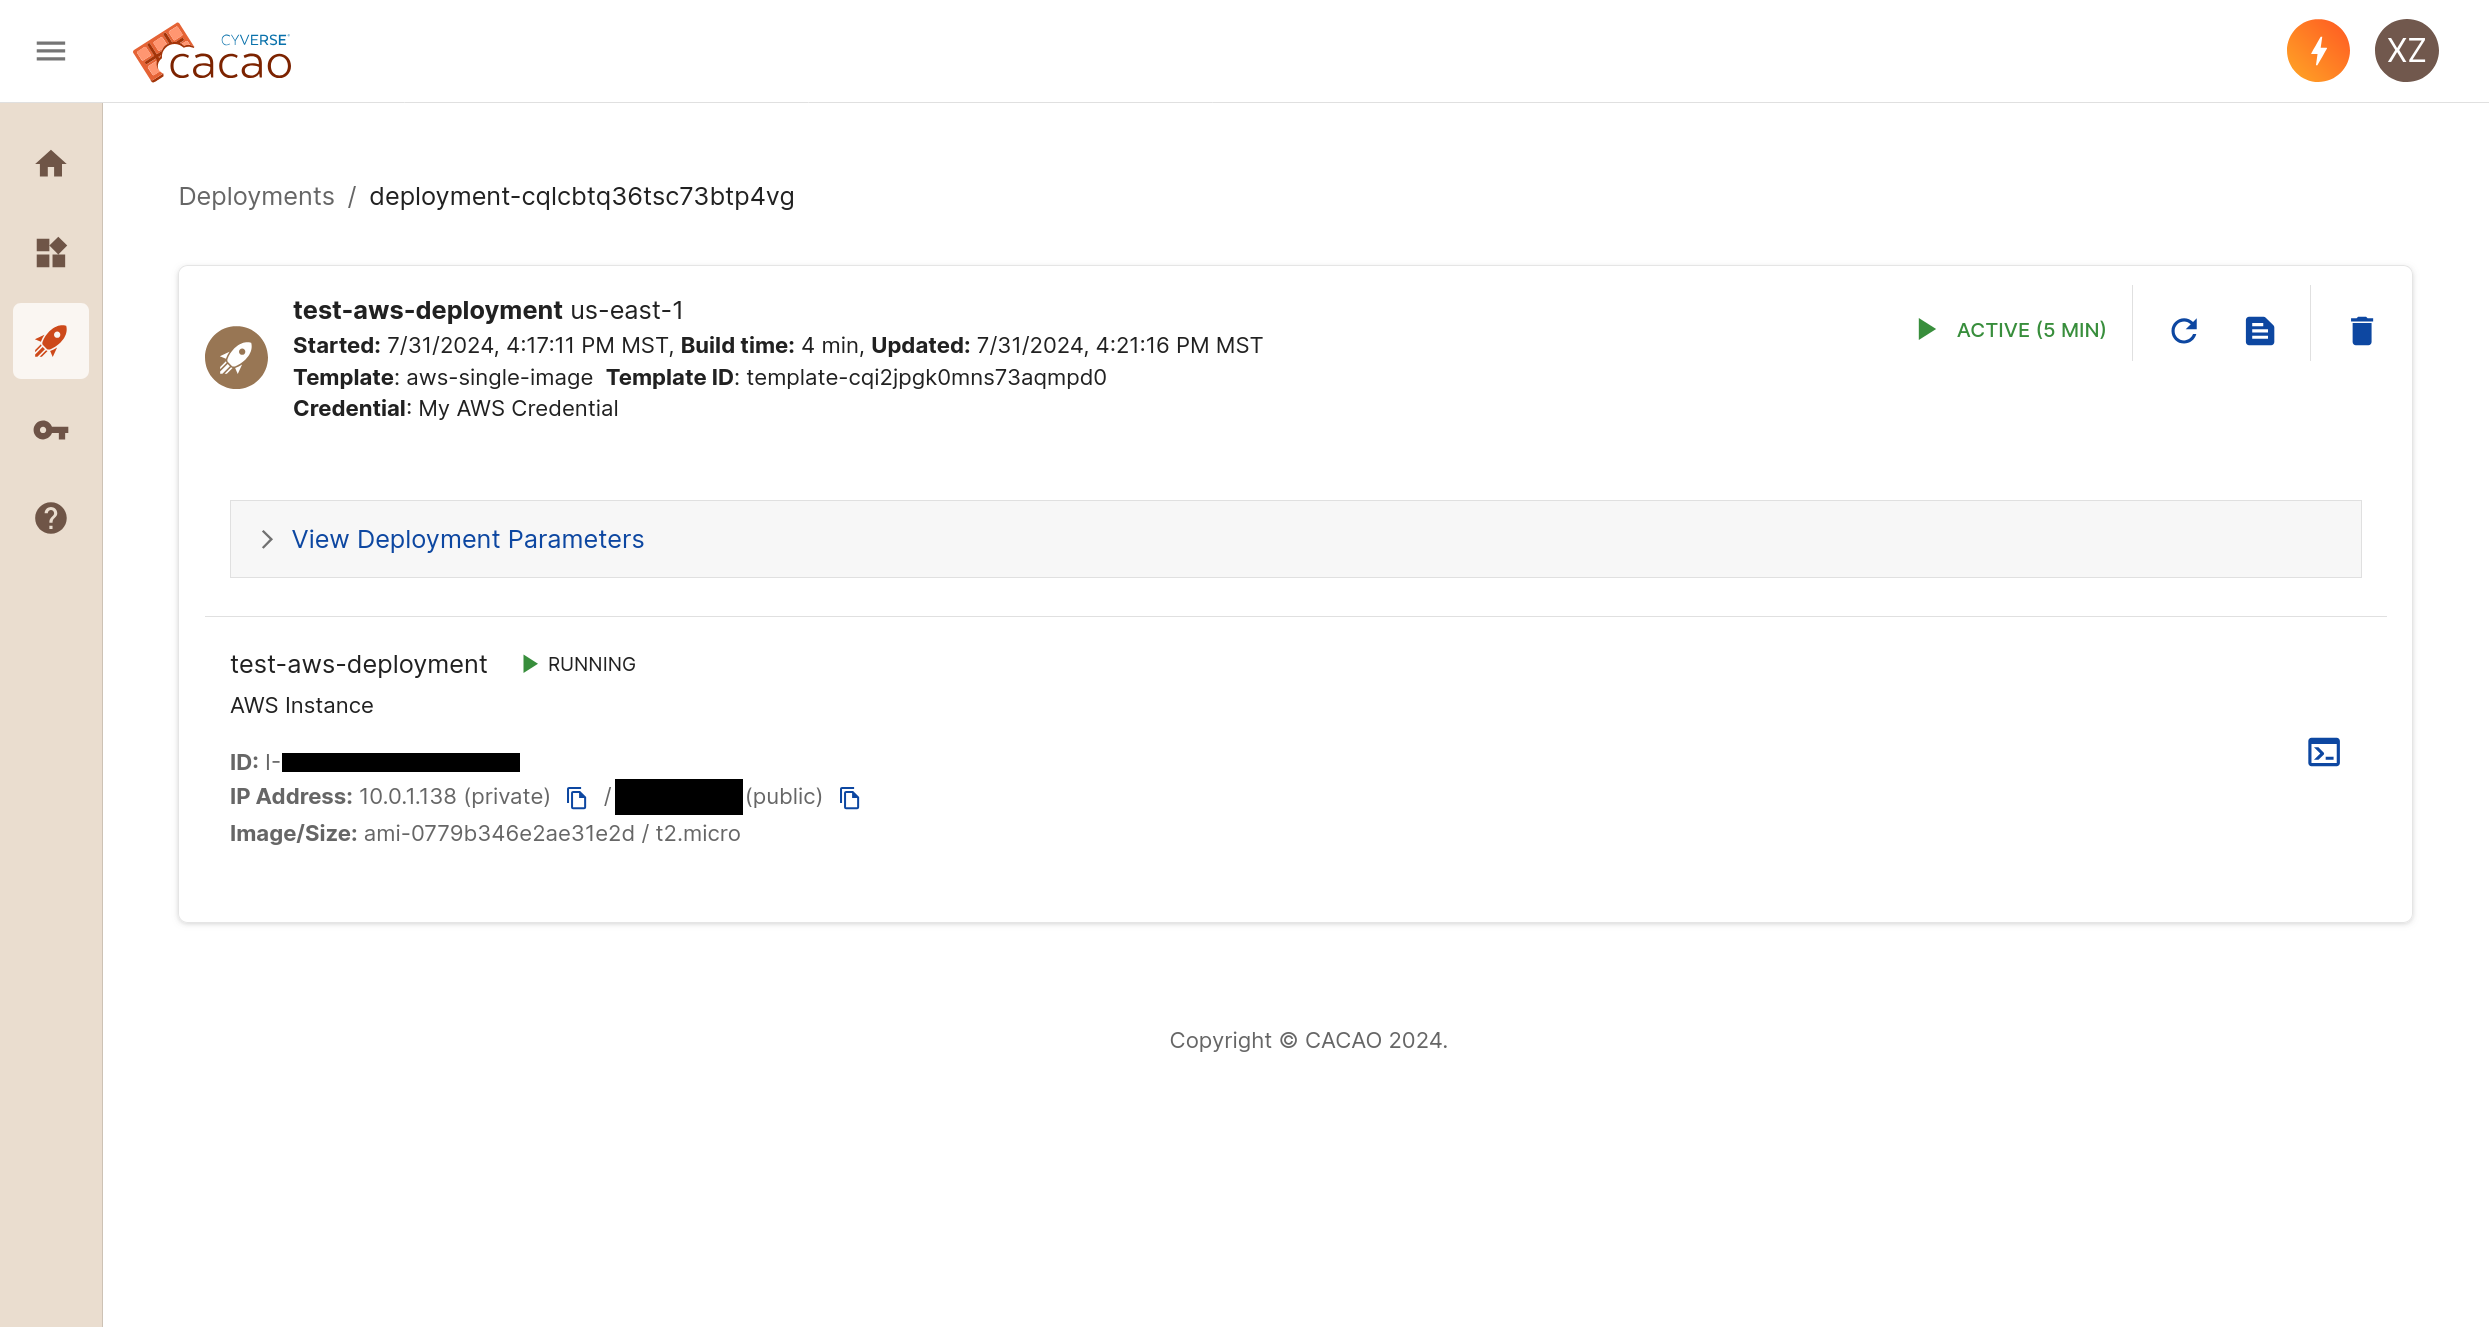 CYVERSE
cacao
XZ
Deployments / deployment-cqlcbtq36tsc73btp4vg
test-aws-deployment us-east-1
Started: 7/31/2024, 4:17:11 PM MST, Build time: 4 min, Updated: 7/31/2024, 4:21:16 PM MST
Template: aws-single-image Template ID: template-cqi2jpgk0mns73aqmpd0
Credential: My AWS Credential
ACTIVE (5 MIN)
View Deployment Parameters
test-aws-deployment RUNNING
AWS Instance
ID: I-
IP Address: 10.0.1.138 (private) / (public)
Image/Size: ami-0779b346e2ae31e2d / t2.micro
Copyright © CACAO 2024.